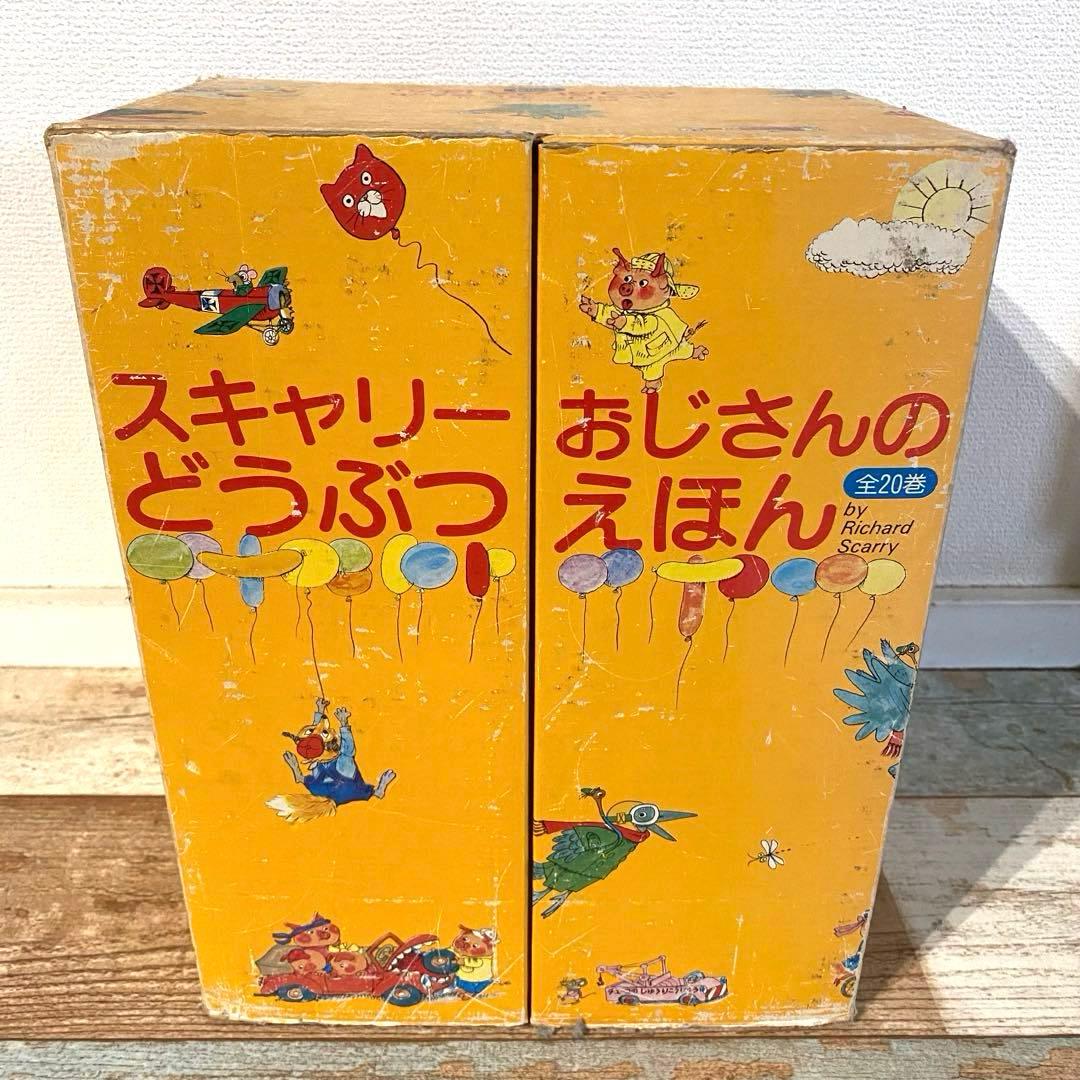 スキャリーおじさんの
どうぶつえほん
全20巻
by
Richard
Scarry